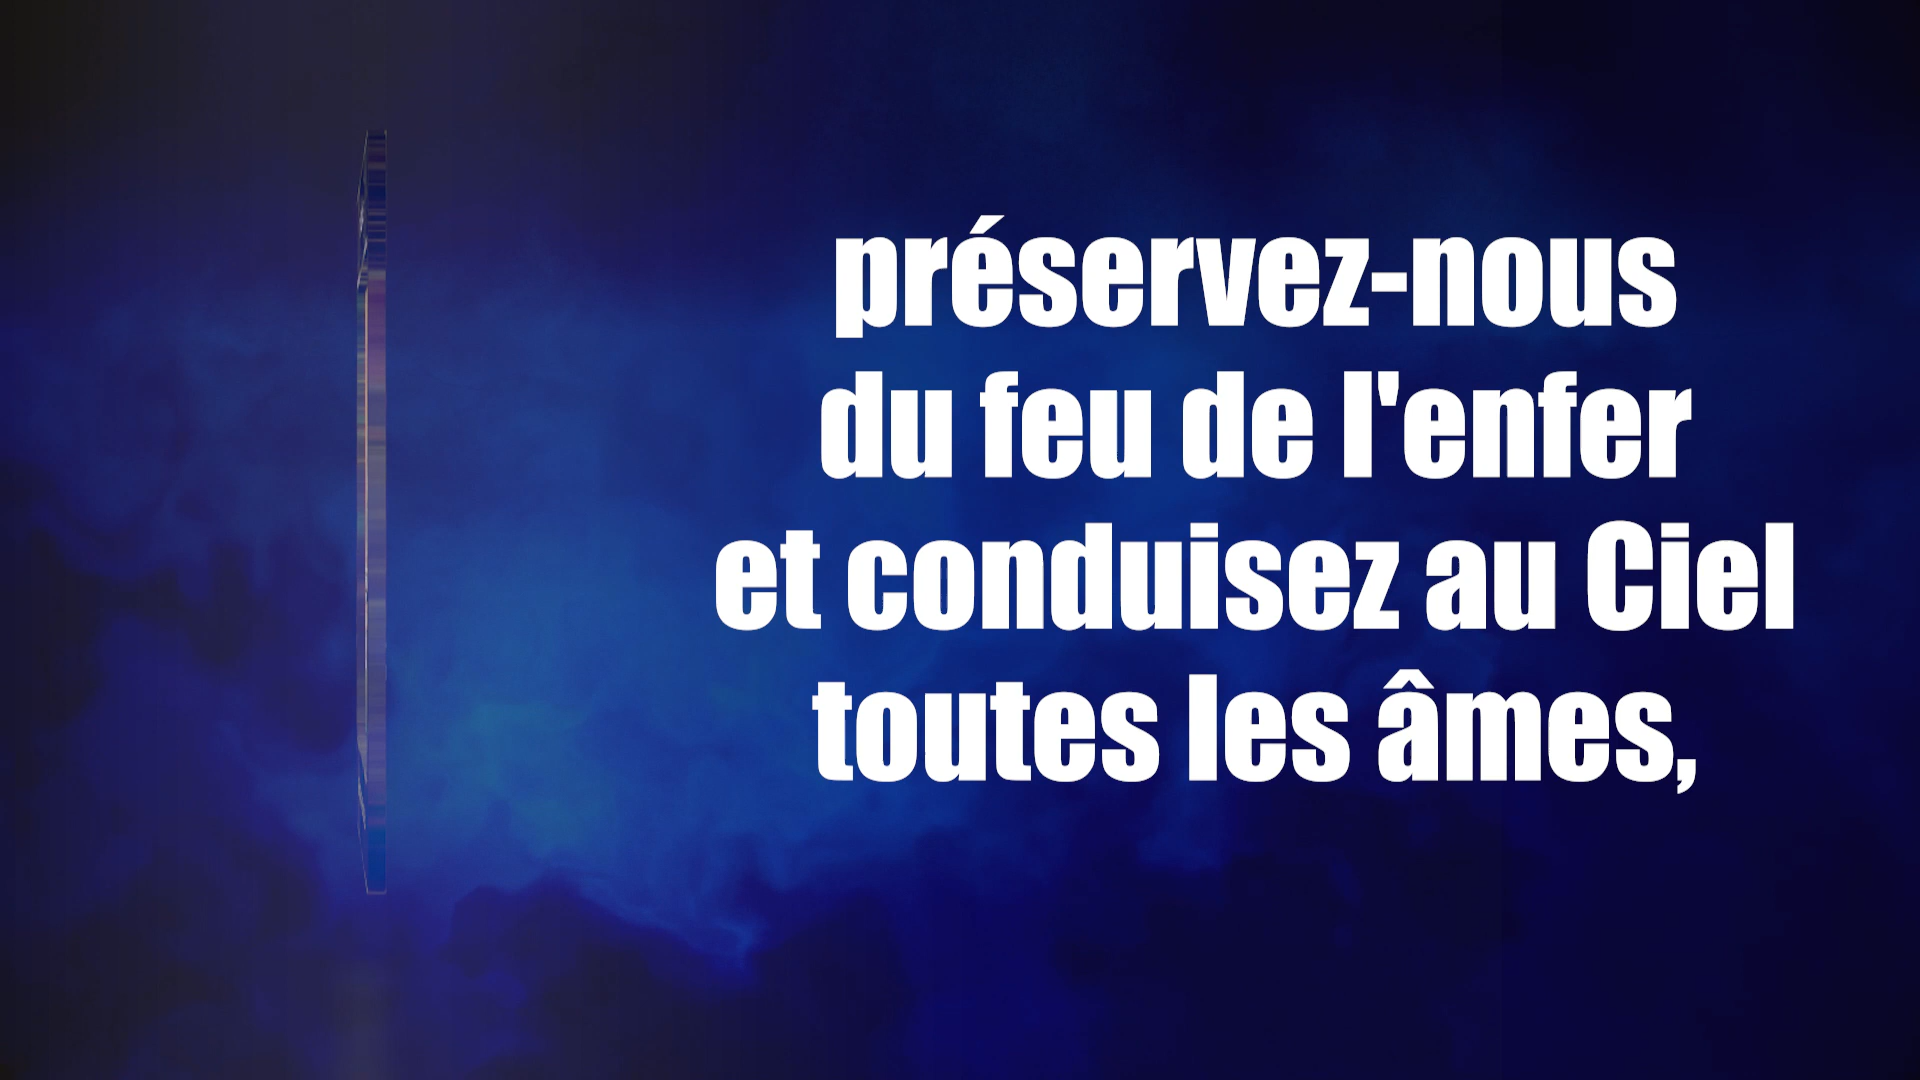 préservez-nous
du feu de l'enfer
et conduisez au Ciel
toutes les âmes,